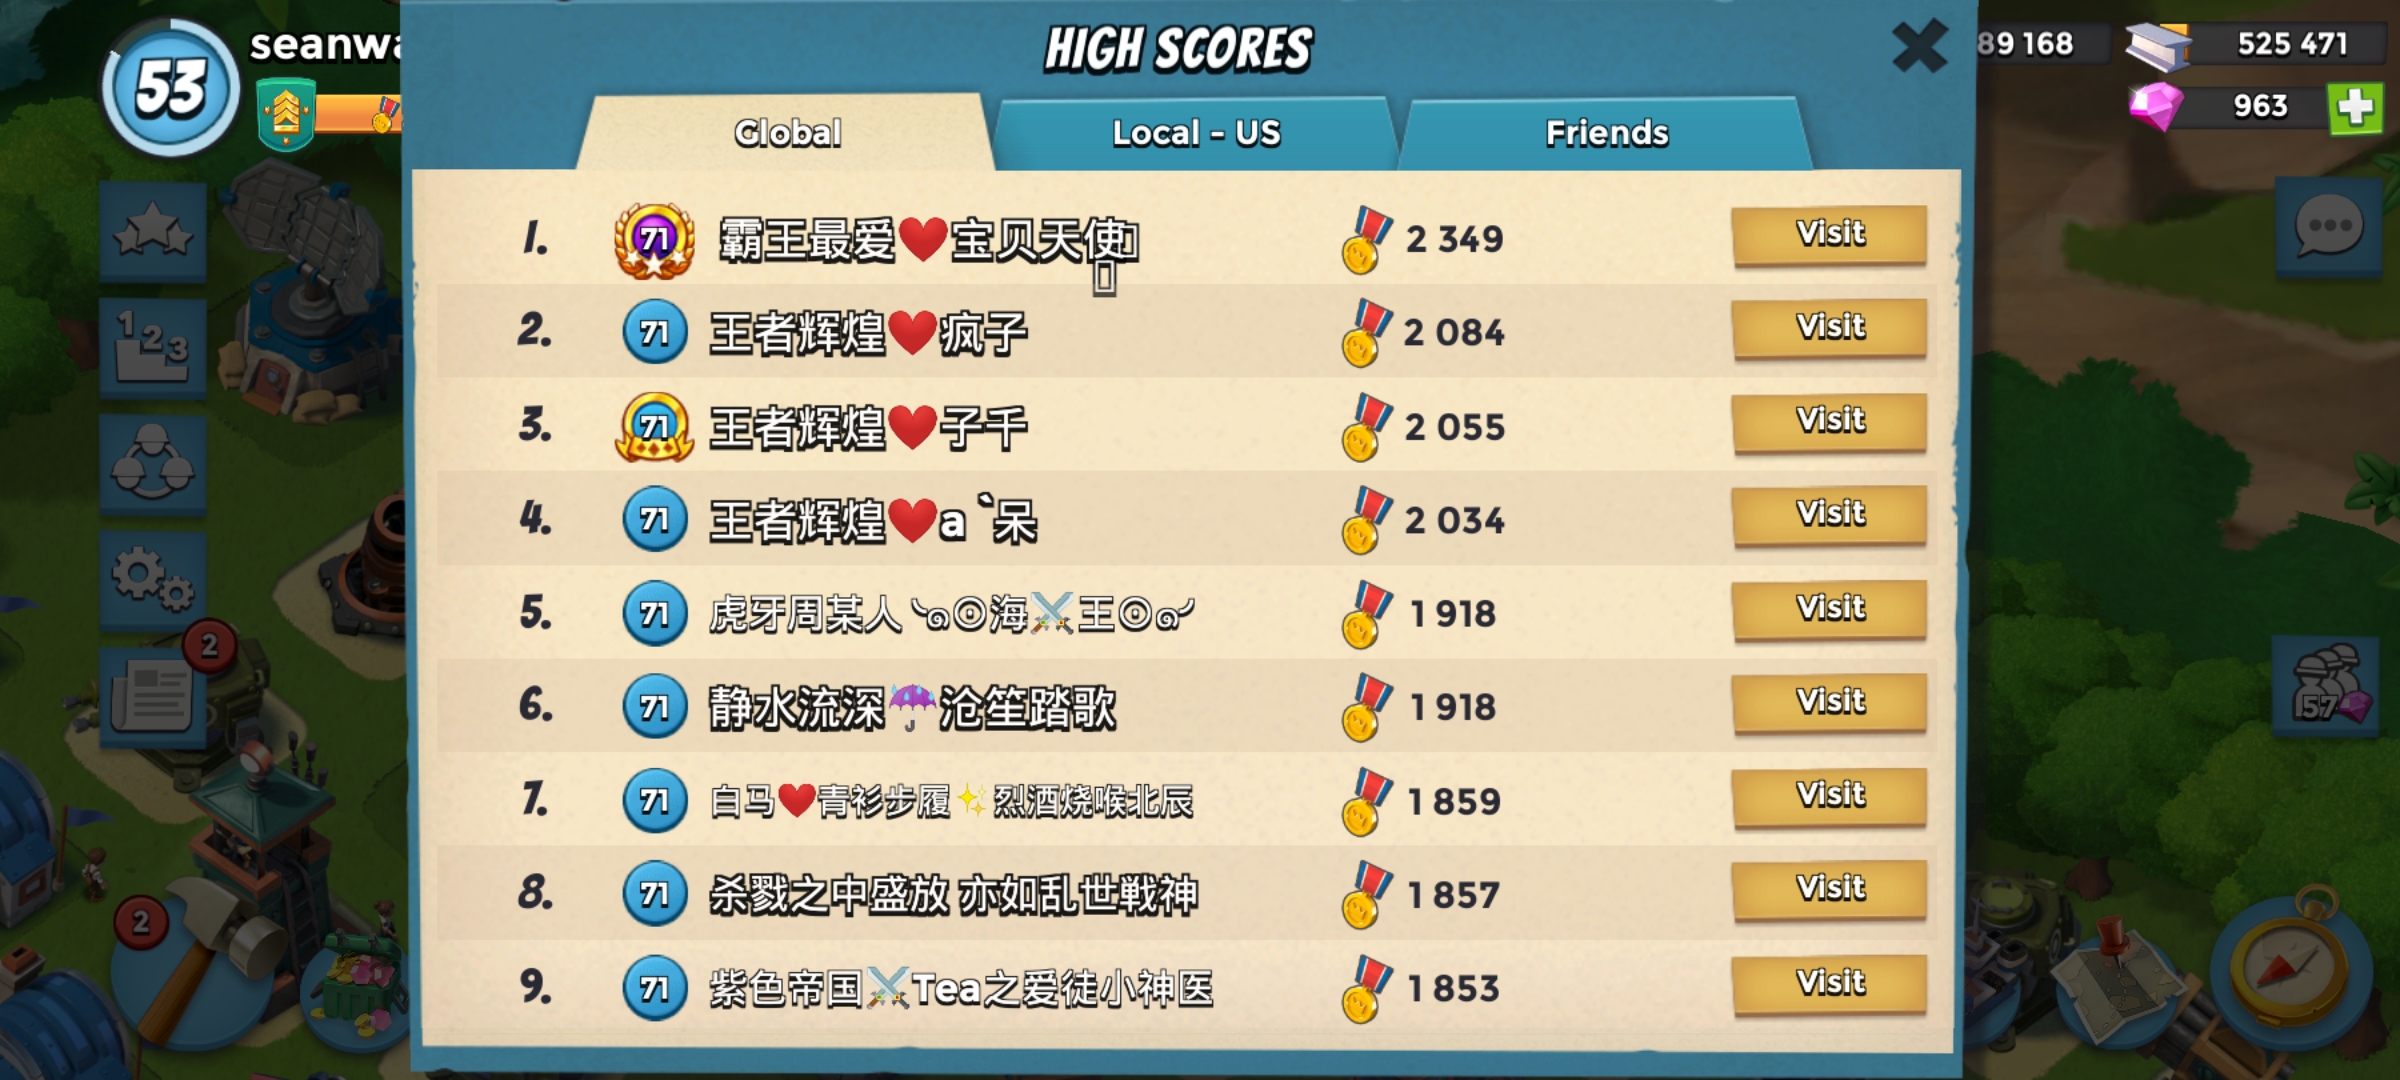 53
seanwa
HIGH SCORES
89 168
525 471
963
Global
Local - US
Friends
1. 71 霸王最爱❤️宝贝天使 2 349 Visit
2. 71 王者辉煌❤️疯子 2 084 Visit
3. 71 王者辉煌❤️子千 2 055 Visit
4. 71 王者辉煌❤️a`呆 2 034 Visit
5. 71 虎牙周某人╰๑⊙海⚔️王⊙๑╯ 1 918 Visit
6. 71 静水流深☔沧笙踏歌 1 918 Visit
7. 71 白马❤️青衫步履✨烈酒烧喉北辰 1 859 Visit
8. 71 杀戮之中盛放 亦如乱世戦神 1 857 Visit
9. 71 紫色帝国⚔️Tea之爱徒小神医 1 853 Visit
1 2 3
2
2
157